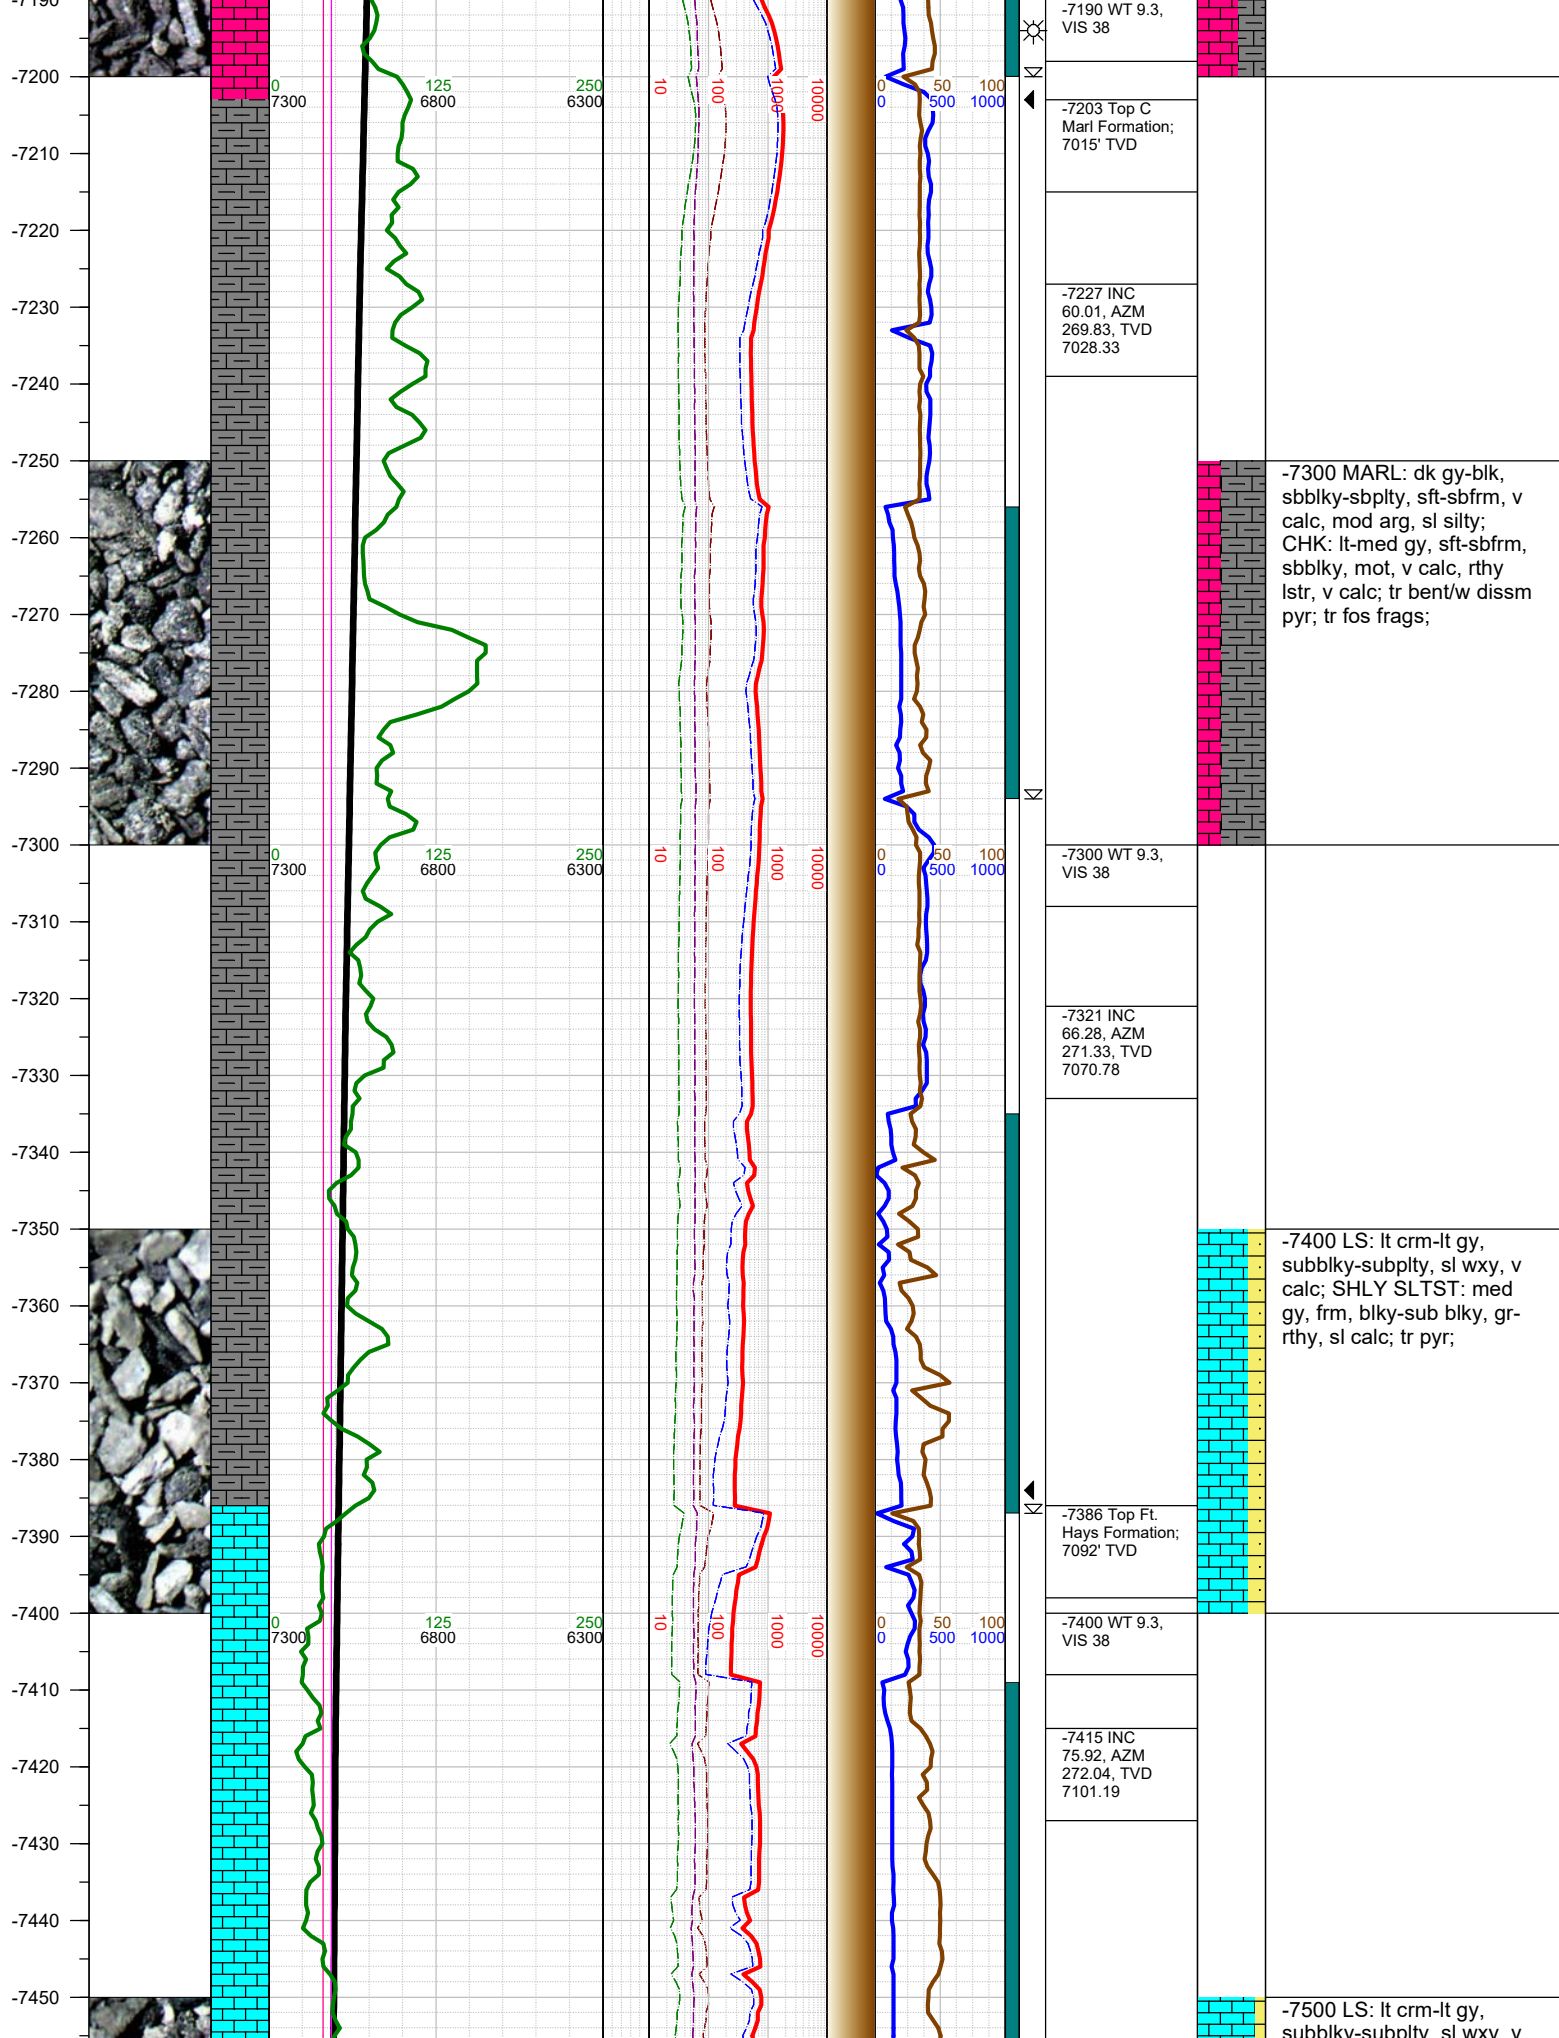 -7190
-7190 WT 9.3,
VIS 38
-7200
0 125 250
7300 6800 6300
10 100 1000 10000
0 50 100
0 500 1000
-7203 Top C
Marl Formation;
7015' TVD
-7210
-7220
-7227 INC
60.01, AZM
269.83, TVD
7028.33
-7230
-7240
-7250
-7300 MARL: dk gy-blk,
sbblky-sbplty, sft-sbfrm, v
calc, mod arg, sl silty;
CHK: lt-med gy, sft-sbfrm,
sbblky, mot, v calc, rthy
lstr, v calc; tr bent/w dissm
pyr; tr fos frags;
-7260
-7270
-7280
-7290
-7300
0 125 250
7300 6800 6300
10 100 1000 10000
0 50 100
0 500 1000
-7300 WT 9.3,
VIS 38
-7310
-7320
-7321 INC
66.28, AZM
271.33, TVD
7070.78
-7330
-7340
-7350
-7400 LS: lt crm-lt gy,
subblky-subplty, sl wxy, v
calc; SHLY SLTST: med
gy, frm, blky-sub blky, gr-
rthy, sl calc; tr pyr;
-7360
-7370
-7380
-7386 Top Ft.
Hays Formation;
7092' TVD
-7390
-7400
0 125 250
7300 6800 6300
10 100 1000 10000
0 50 100
0 500 1000
-7400 WT 9.3,
VIS 38
-7410
-7415 INC
75.92, AZM
272.04, TVD
7101.19
-7420
-7430
-7440
-7450
-7500 LS: lt crm-lt gy,
subblky-subplty, sl wxy, v